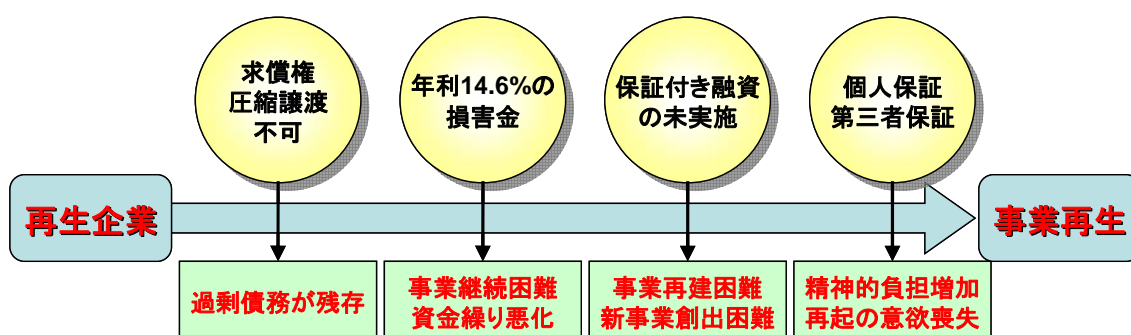 求償権
圧縮譲渡
不可
年利14.6%の
損害金
保証付き融資
の未実施
個人保証
第三者保証
再生企業
事業再生
過剰債務が残存
事業継続困難
資金繰り悪化
事業再建困難
新事業創出困難
精神的負担増加
再起の意欲喪失